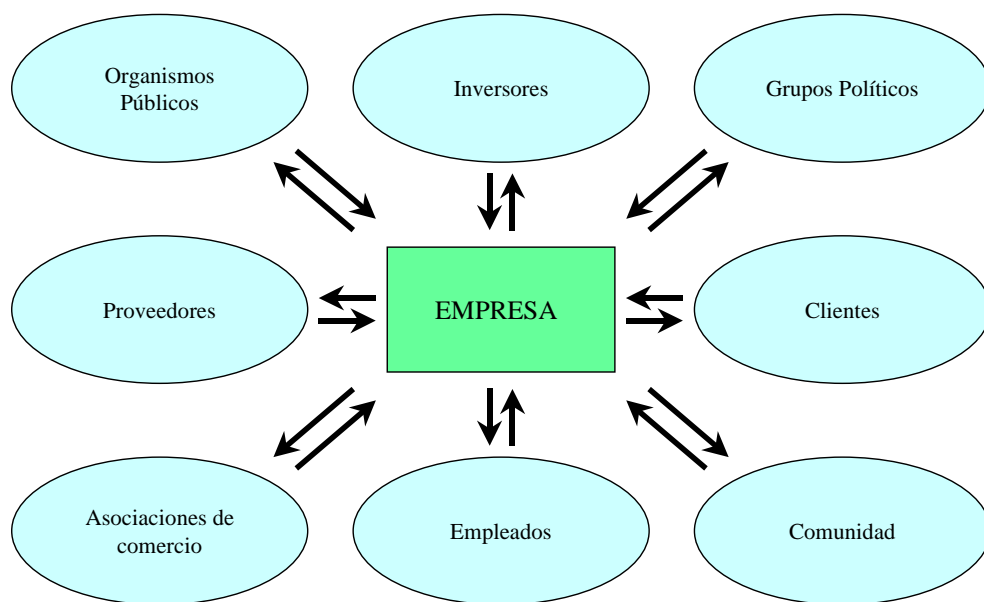 Organismos
Públicos
Inversores
Grupos Políticos
Proveedores
EMPRESA
Clientes
Asociaciones de
comercio
Empleados
Comunidad